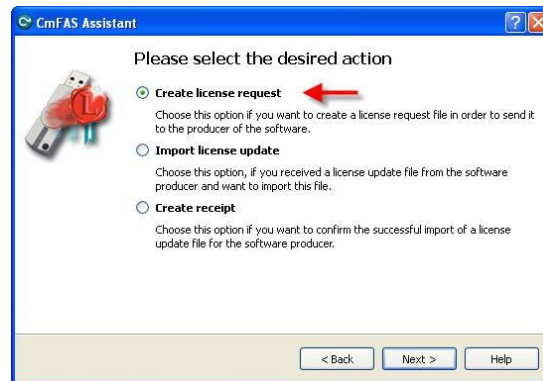 CmFAS Assistant
Please select the desired action
Create license request
Choose this option if you want to create a license request file in order to send it
to the producer of the software.
Import license update
Choose this option, if you received a license update file from the software
producer and want to import this file.
Create receipt
Choose this option if you want to confirm the successful import of a license
update file for the software producer.
< Back
Next >
Help